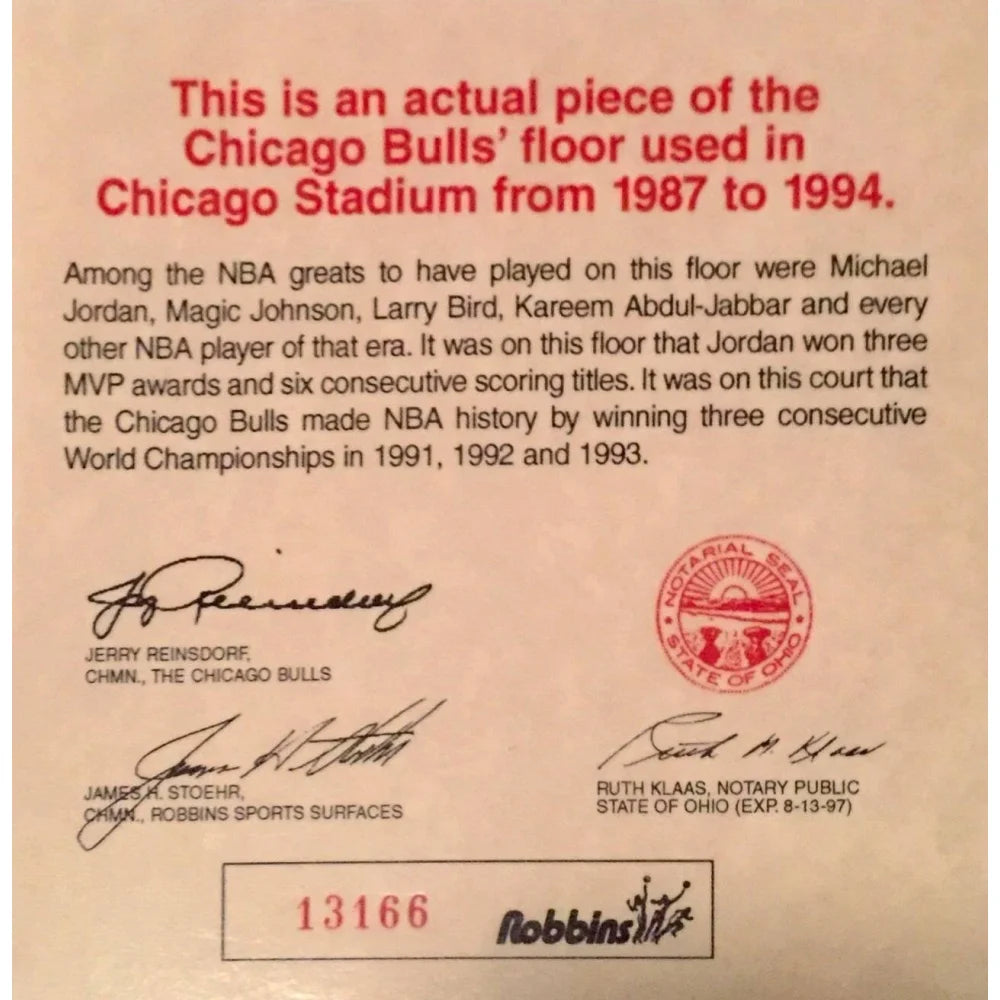 This is an actual piece of the
Chicago Bulls' floor used in
Chicago Stadium from 1987 to 1994.
Among the NBA greats to have played on this floor were Michael
Jordan, Magic Johnson, Larry Bird, Kareem Abdul-Jabbar and every
other NBA player of that era. It was on this floor that Jordan won three
MVP awards and six consecutive scoring titles. It was on this court that
the Chicago Bulls made NBA history by winning three consecutive
World Championships in 1991, 1992 and 1993.
Jerry Reinsdorf
JERRY REINSDORF,
CHMN., THE CHICAGO BULLS
NOTARIAL SEAL
STATE OF OHIO
James H. Stoehr
JAMES H. STOEHR,
CHMN., ROBBINS SPORTS SURFACES
Ruth M. Klaas
RUTH KLAAS, NOTARY PUBLIC
STATE OF OHIO (EXP. 8-13-97)
13166
Robbins